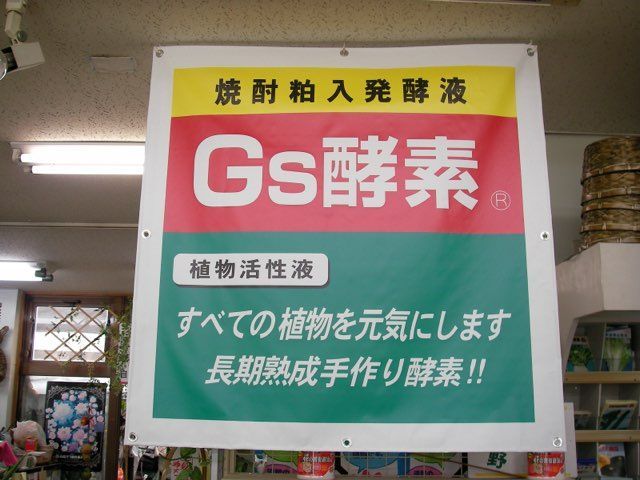 焼酎粕入発酵液
Gs酵素®
植物活性液
すべての植物を元気にします
長期熟成手作り酵素!!
野